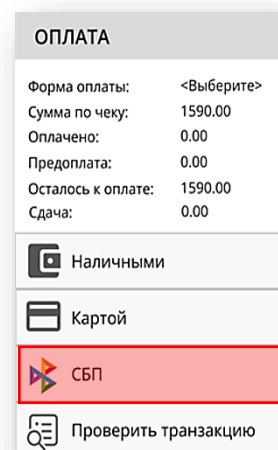 ОПЛАТА
Форма оплаты: <Выберите>
Сумма по чеку: 1590.00
Оплачено: 0.00
Предоплата: 0.00
Осталось к оплате: 1590.00
Сдача: 0.00
Наличными
Картой
СБП
Проверить транзакцию